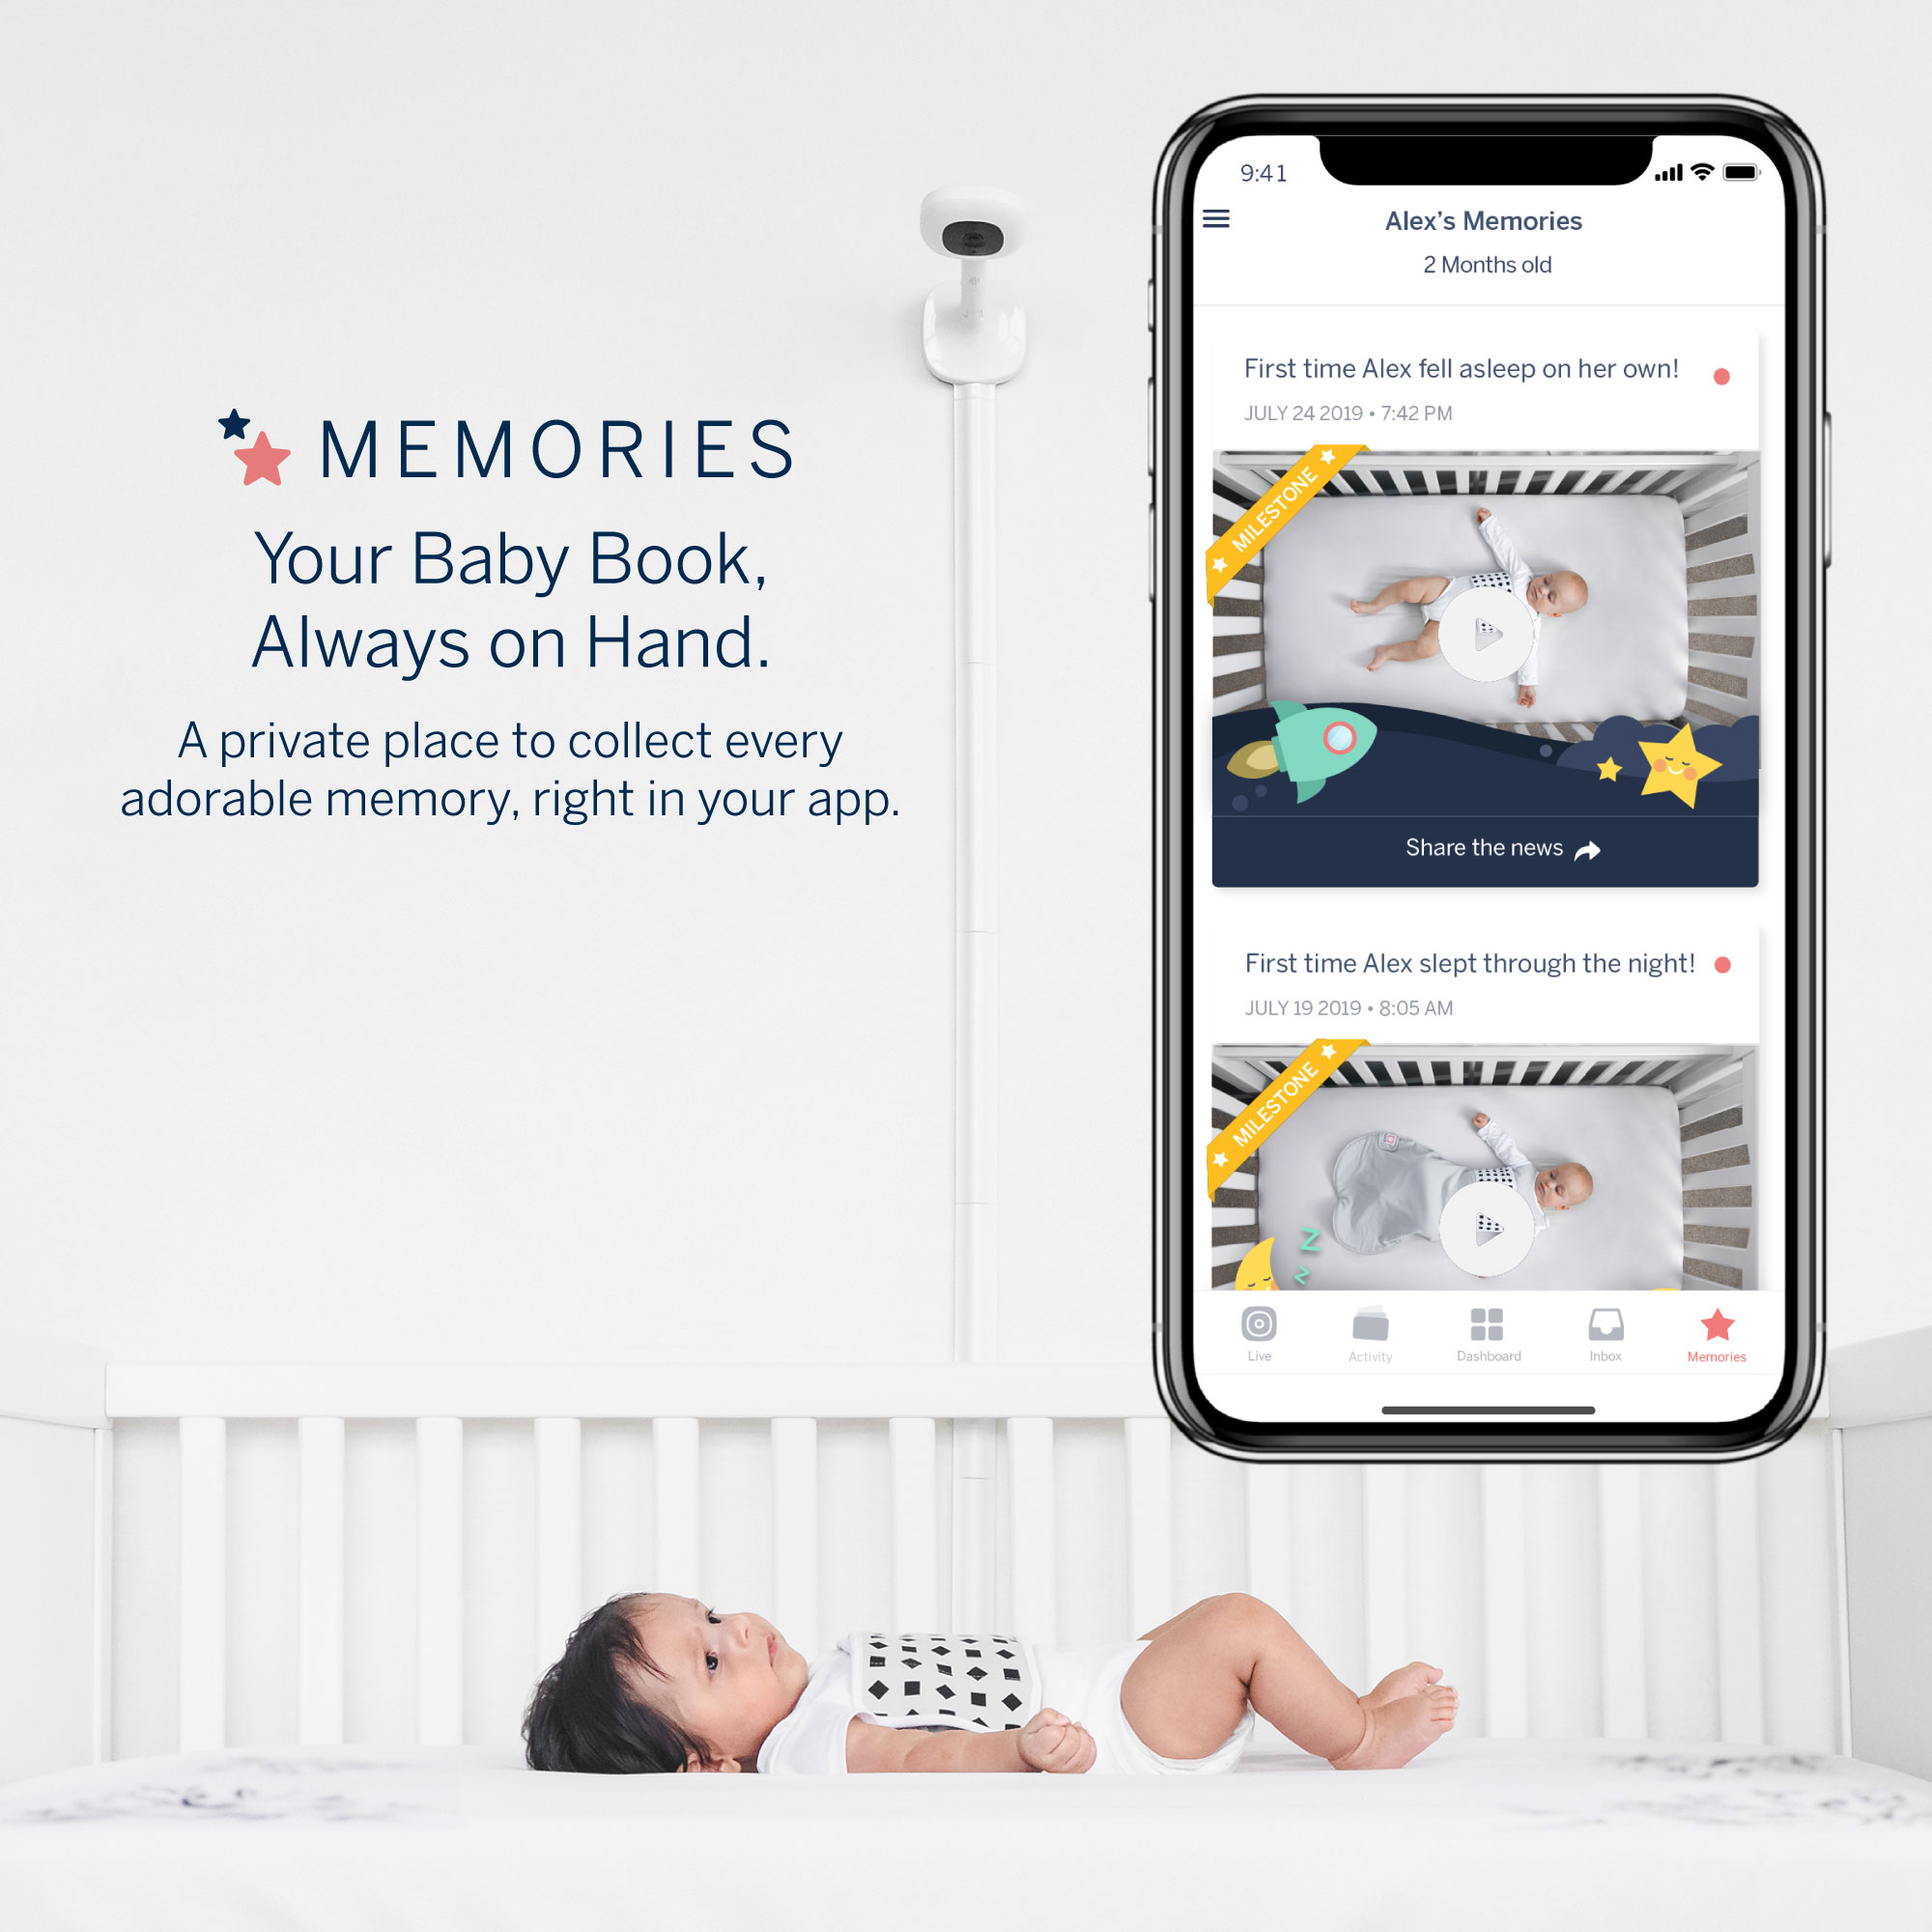 MEMORIES
Your Baby Book,
Always on Hand.
A private place to collect every
adorable memory, right in your app.
9:41
Alex's Memories
2 Months old
First time Alex fell asleep on her own!
JULY 24 2019 • 7:42 PM
MILESTONE
Share the news
First time Alex slept through the night!
JULY 19 2019 • 8:05 AM
MILESTONE
Z
Z
Live
Activity
Dashboard
Inbox
Memories